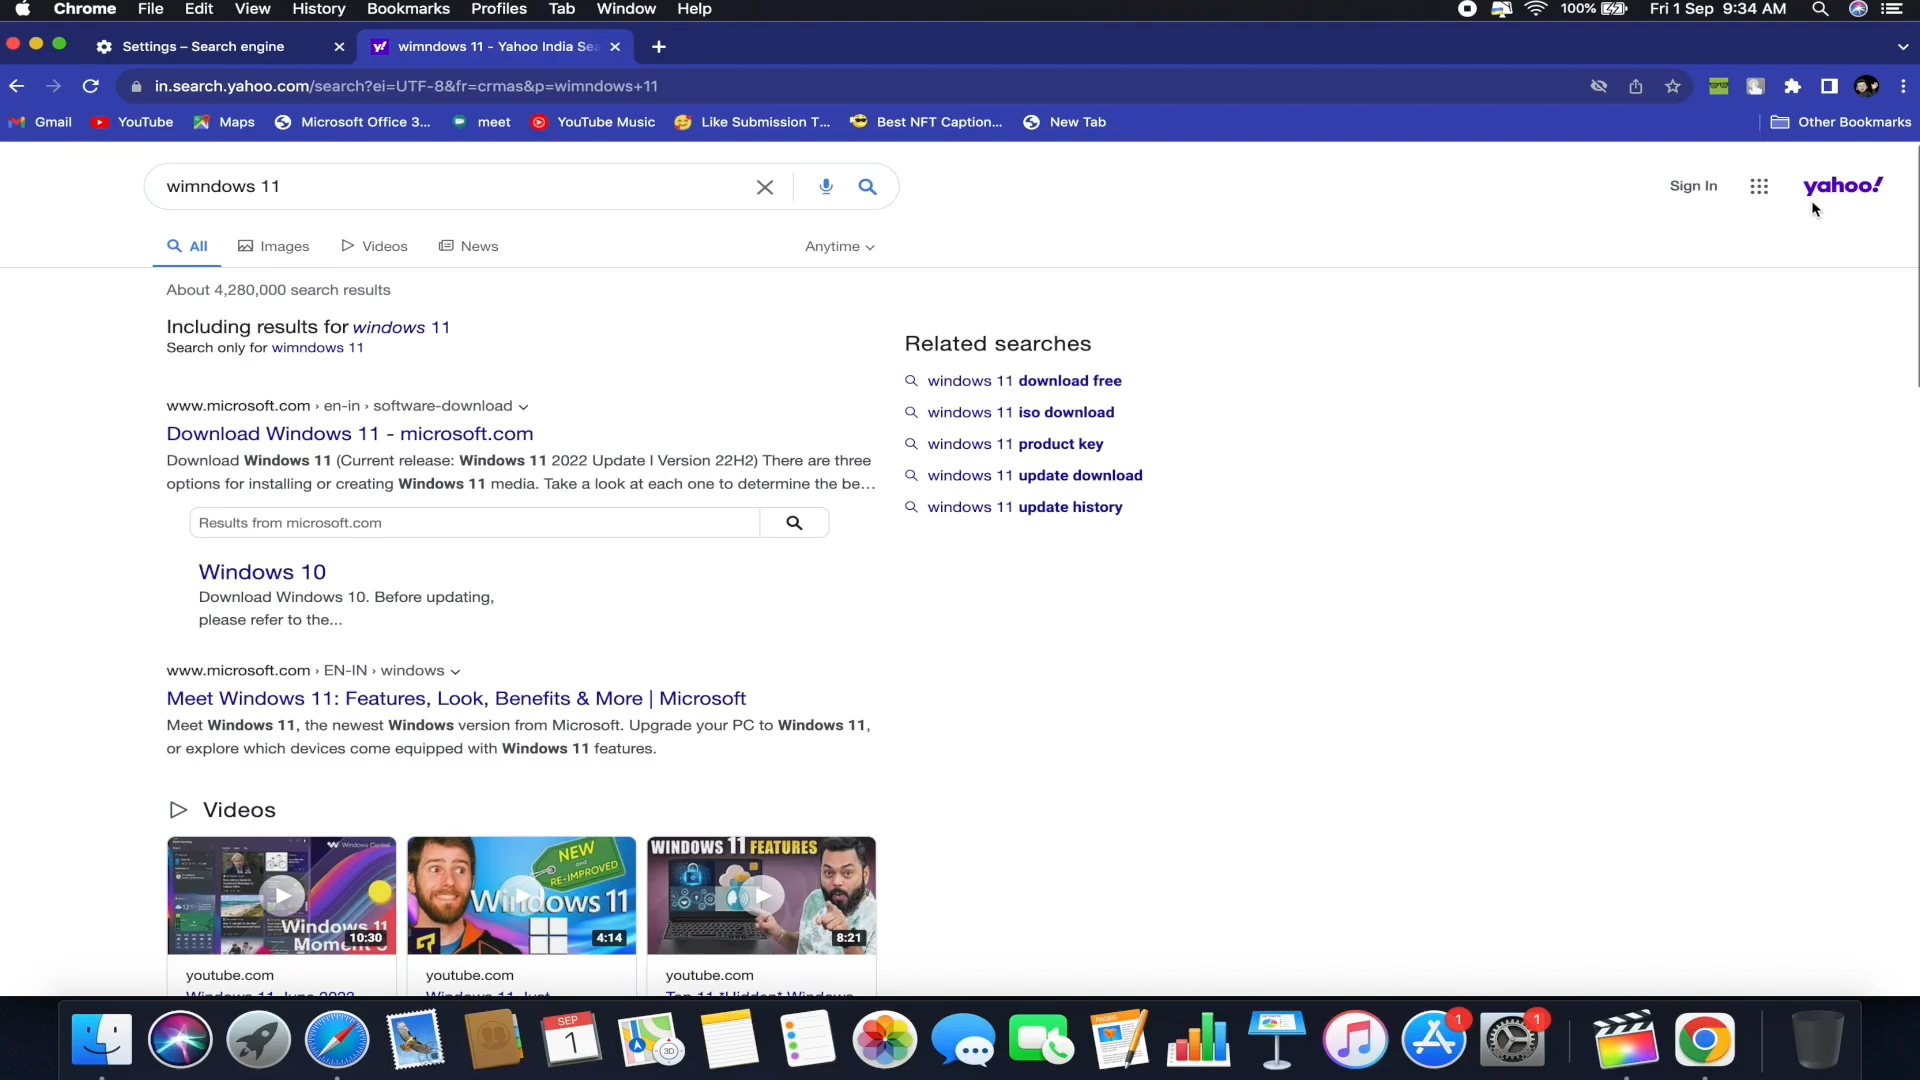 Chrome File Edit View History Bookmarks Profiles Tab Window Help 100% Fri 1 Sep 9:34 AM
Settings – Search engine
wimndows 11 - Yahoo India Se
in.search.yahoo.com/search?ei=UTF-8&fr=crmas&p=wimndows+11
Gmail YouTube Maps Microsoft Office 3... meet YouTube Music Like Submission T... Best NFT Caption... New Tab Other Bookmarks
wimndows 11
Sign In
yahoo!
All Images Videos News Anytime
About 4,280,000 search results
Including results for windows 11
Search only for wimndows 11
www.microsoft.com › en-in › software-download
Download Windows 11 - microsoft.com
Download Windows 11 (Current release: Windows 11 2022 Update l Version 22H2) There are three
options for installing or creating Windows 11 media. Take a look at each one to determine the be...
Results from microsoft.com
Windows 10
Download Windows 10. Before updating,
please refer to the...
www.microsoft.com › EN-IN › windows
Meet Windows 11: Features, Look, Benefits & More | Microsoft
Meet Windows 11, the newest Windows version from Microsoft. Upgrade your PC to Windows 11,
or explore which devices come equipped with Windows 11 features.
Related searches
windows 11 download free
windows 11 iso download
windows 11 product key
windows 11 update download
windows 11 update history
Videos
Windows Central
Windows 11
10:30
NEW
and
RE-IMPROVED
Windows 11
4:14
WINDOWS 11 FEATURES
8:21
youtube.com
youtube.com
youtube.com
SEP
1
3D
PAGES
1
1